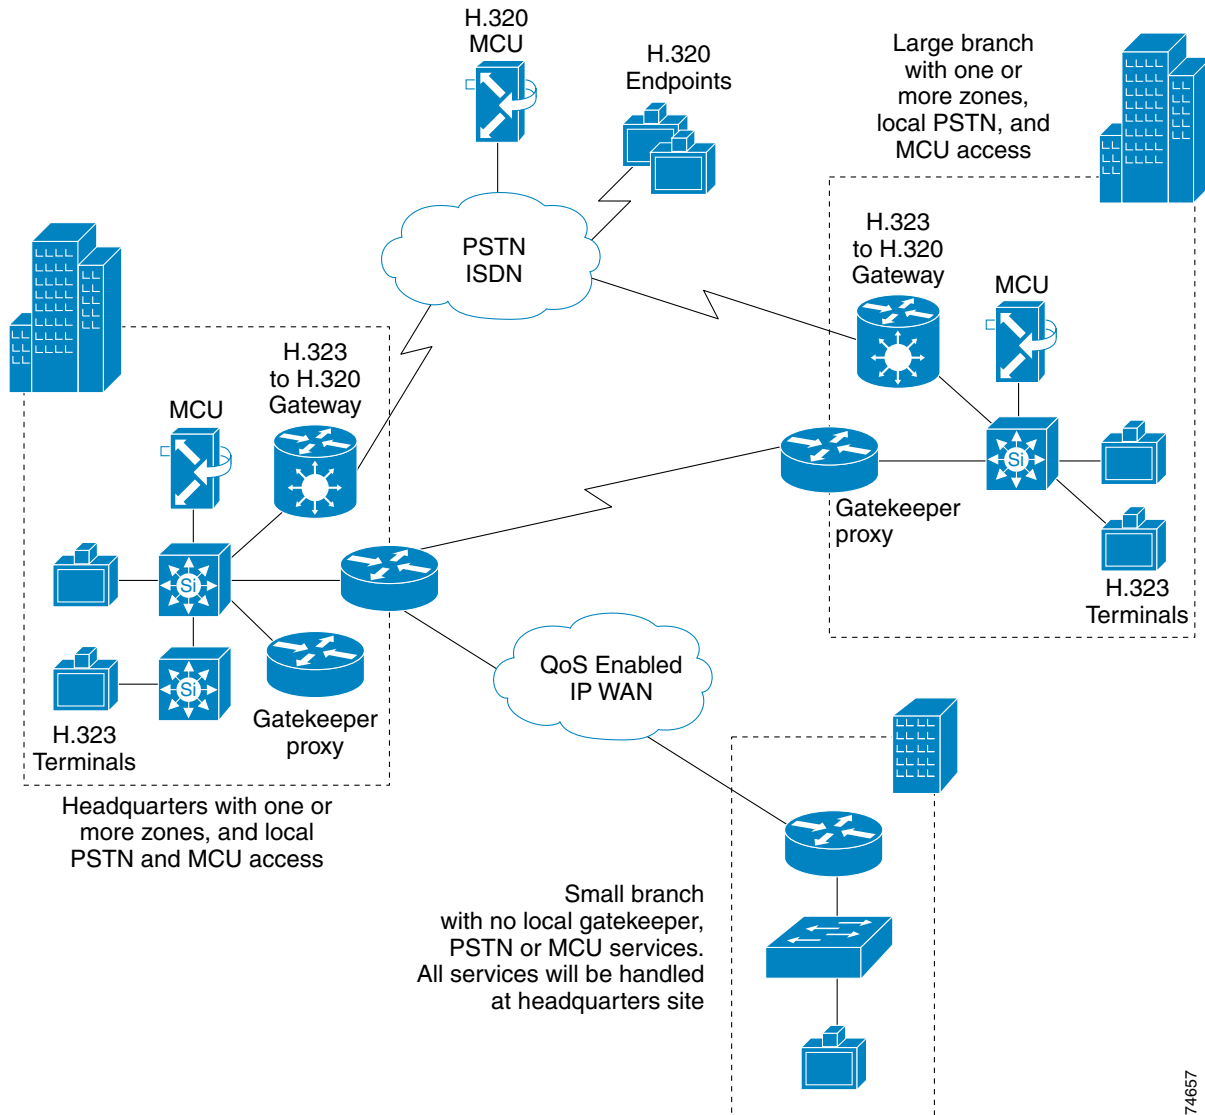 H.320
MCU
H.320
Endpoints
Large branch
with one or
more zones,
local PSTN, and
MCU access
PSTN
ISDN
H.323
to H.320
Gateway
MCU
H.323
to H.320
Gateway
MCU
Si
Gatekeeper
proxy
H.323
Terminals
Si
Si
Gatekeeper
proxy
H.323
Terminals
QoS Enabled
IP WAN
Headquarters with one or
more zones, and local
PSTN and MCU access
Small branch
with no local gatekeeper,
PSTN or MCU services.
All services will be handled
at headquarters site
74657